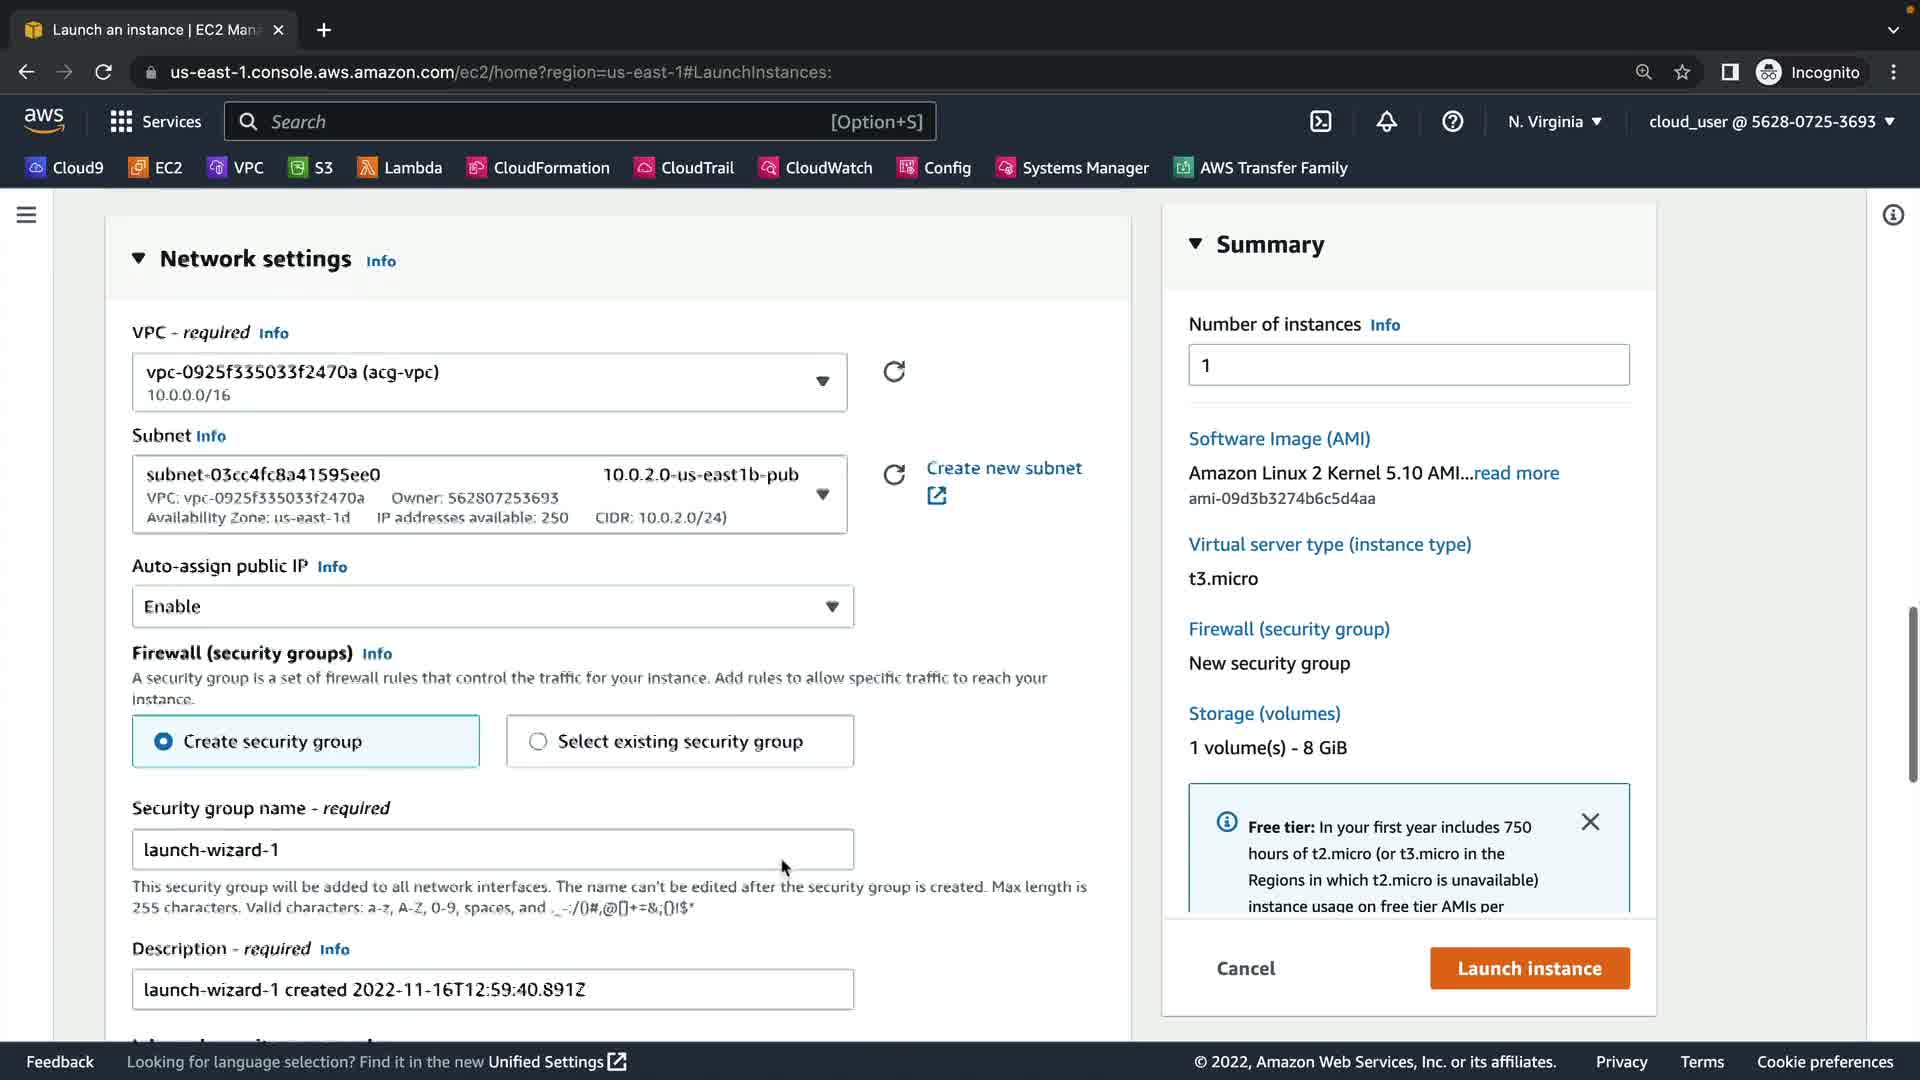 Launch an instance | EC2 Mana
us-east-1.console.aws.amazon.com/ec2/home?region=us-east-1#LaunchInstances:
Incognito
aws
Services
Search
[Option+S]
N. Virginia
cloud_user @ 5628-0725-3693
Cloud9
EC2
VPC
S3
Lambda
CloudFormation
CloudTrail
CloudWatch
Config
Systems Manager
AWS Transfer Family
Network settings Info
VPC - required Info
vpc-0925f335033f2470a (acg-vpc)
10.0.0.0/16
Subnet Info
subnet-03cc4fc8a41595ee0 10.0.2.0-us-east1b-pub
VPC: vpc-0925f335033f2470a Owner: 562807253693
Availability Zone: us-east-1d IP addresses available: 250 CIDR: 10.0.2.0/24)
Create new subnet
Auto-assign public IP Info
Enable
Firewall (security groups) Info
A security group is a set of firewall rules that control the traffic for your instance. Add rules to allow specific traffic to reach your
instance.
Create security group
Select existing security group
Security group name - required
launch-wizard-1
This security group will be added to all network interfaces. The name can't be edited after the security group is created. Max length is
255 characters. Valid characters: a-z, A-Z, 0-9, spaces, and ._-:/()#,@[]+=&;{}!$*
Description - required Info
launch-wizard-1 created 2022-11-16T12:59:40.891Z
Summary
Number of instances Info
1
Software Image (AMI)
Amazon Linux 2 Kernel 5.10 AMI...read more
ami-09d3b3274b6c5d4aa
Virtual server type (instance type)
t3.micro
Firewall (security group)
New security group
Storage (volumes)
1 volume(s) - 8 GiB
Free tier: In your first year includes 750
hours of t2.micro (or t3.micro in the
Regions in which t2.micro is unavailable)
instance usage on free tier AMIs per
Cancel
Launch instance
Feedback
Looking for language selection? Find it in the new Unified Settings
© 2022, Amazon Web Services, Inc. or its affiliates.
Privacy
Terms
Cookie preferences